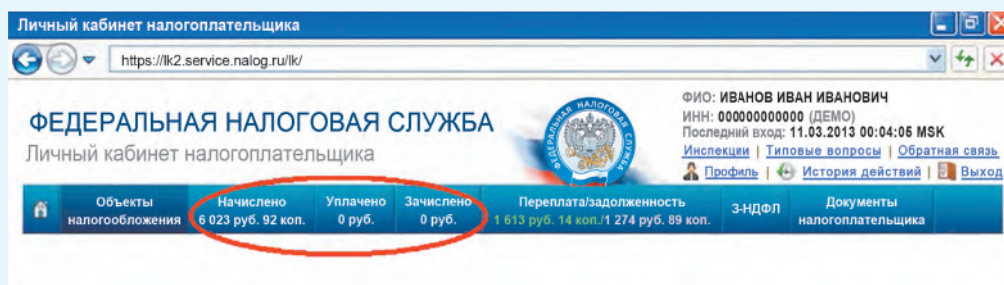 Личный кабинет налогоплательщика
https://lk2.service.nalog.ru/lk/
ФЕДЕРАЛЬНАЯ НАЛОГОВАЯ СЛУЖБА
Личный кабинет налогоплательщика
ФЕДЕРАЛЬНАЯ НАЛОГОВАЯ СЛУЖБА
ФИО: ИВАНОВ ИВАН ИВАНОВИЧ
ИНН: 000000000000 (ДЕМО)
Последний вход: 11.03.2013 00:04:05 MSK
Инспекции | Типовые вопросы | Обратная связь
Профиль | История действий | Выход
Объекты налогообложения
Начислено
6 023 руб. 92 коп.
Уплачено
0 руб.
Зачислено
0 руб.
Переплата/задолженность
1 613 руб. 14 коп./1 274 руб. 89 коп.
3-НДФЛ
Документы
налогоплательщика